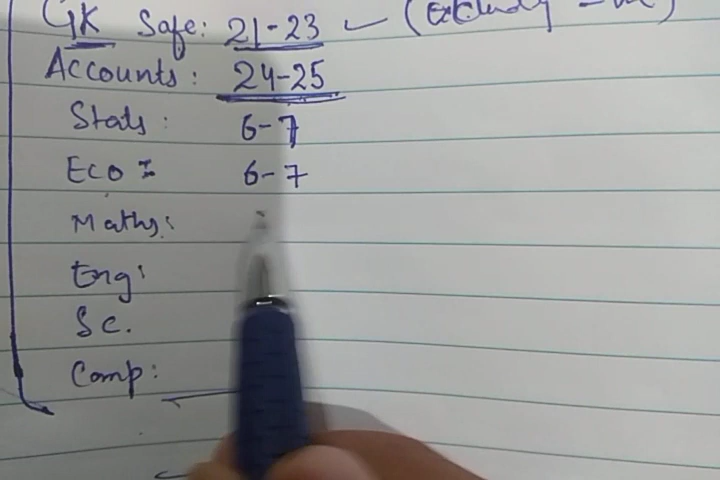 GK Safe: 21-23 (
Accounts: 24-25
Stats: 6-7
Eco: 6-7
Maths:
Eng:
Sc.
Comp: